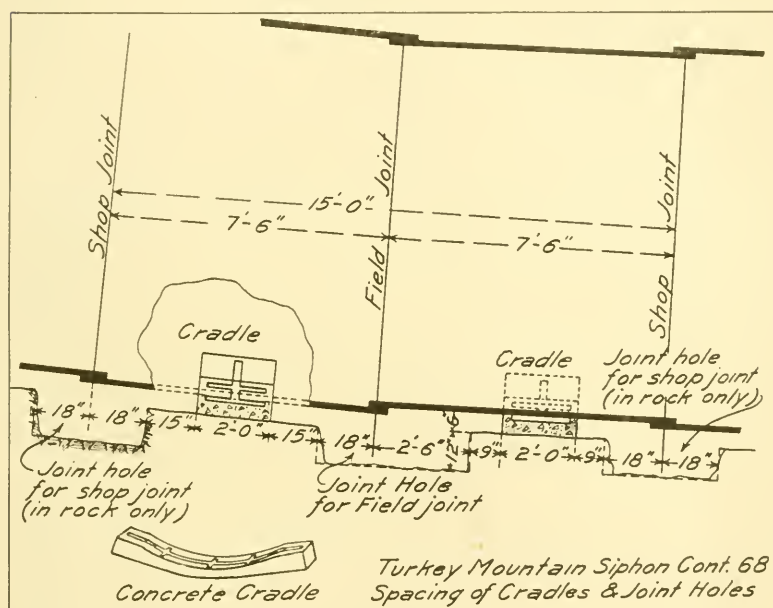 Shop Joint
15'-0"
7'-6"
7'-6"
Field Joint
Shop Joint
Cradle
Cradle
Joint hole
for shop joint
(in rock only)
18" 18" 15" 2'-0" 15" 18" 2'-6" 12" 6" 9" 2'-0" 9" 18" 18"
Joint hole
for shop joint
(in rock only)
Joint Hole
for Field joint
Concrete Cradle
Turkey Mountain Siphon Cont. 68
Spacing of Cradles & Joint Holes